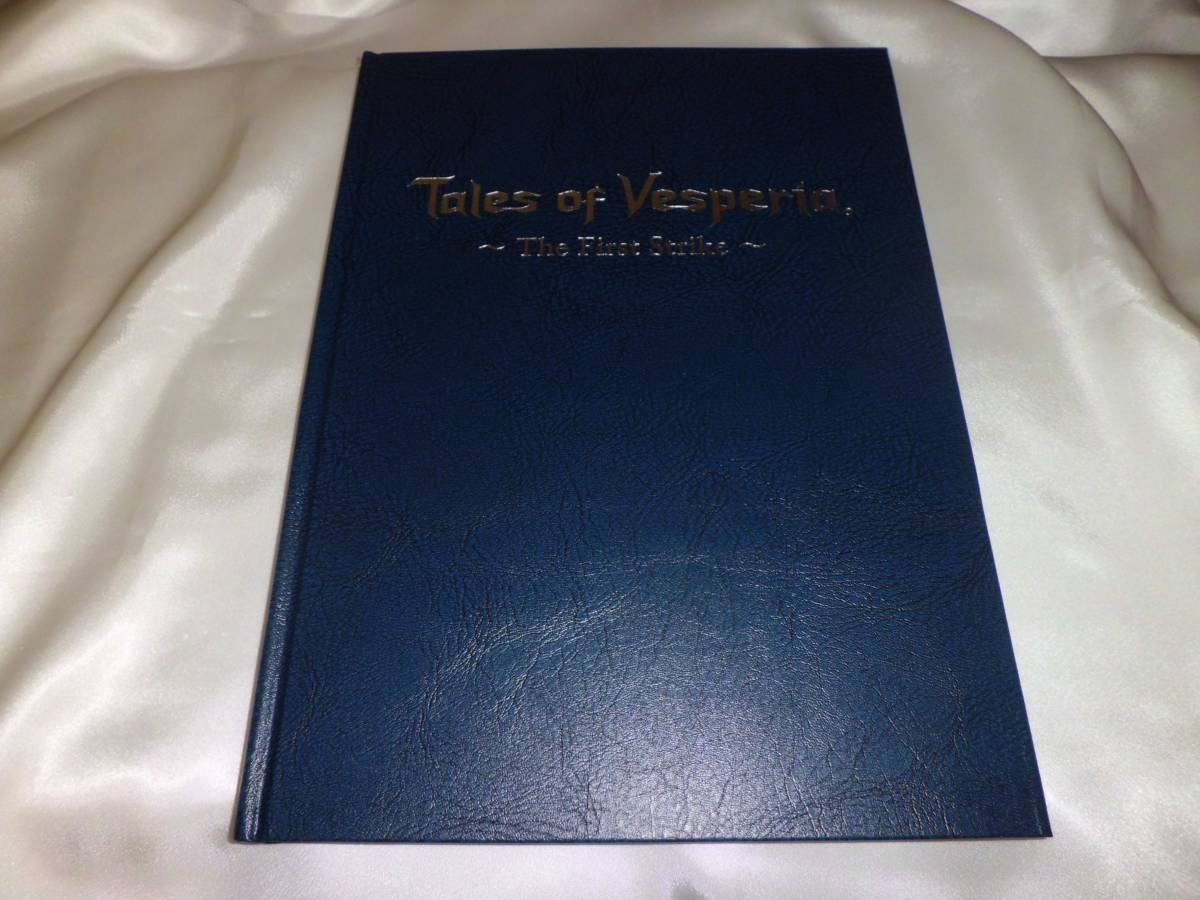 Tales of Vesperia,
~ The First Strike ~